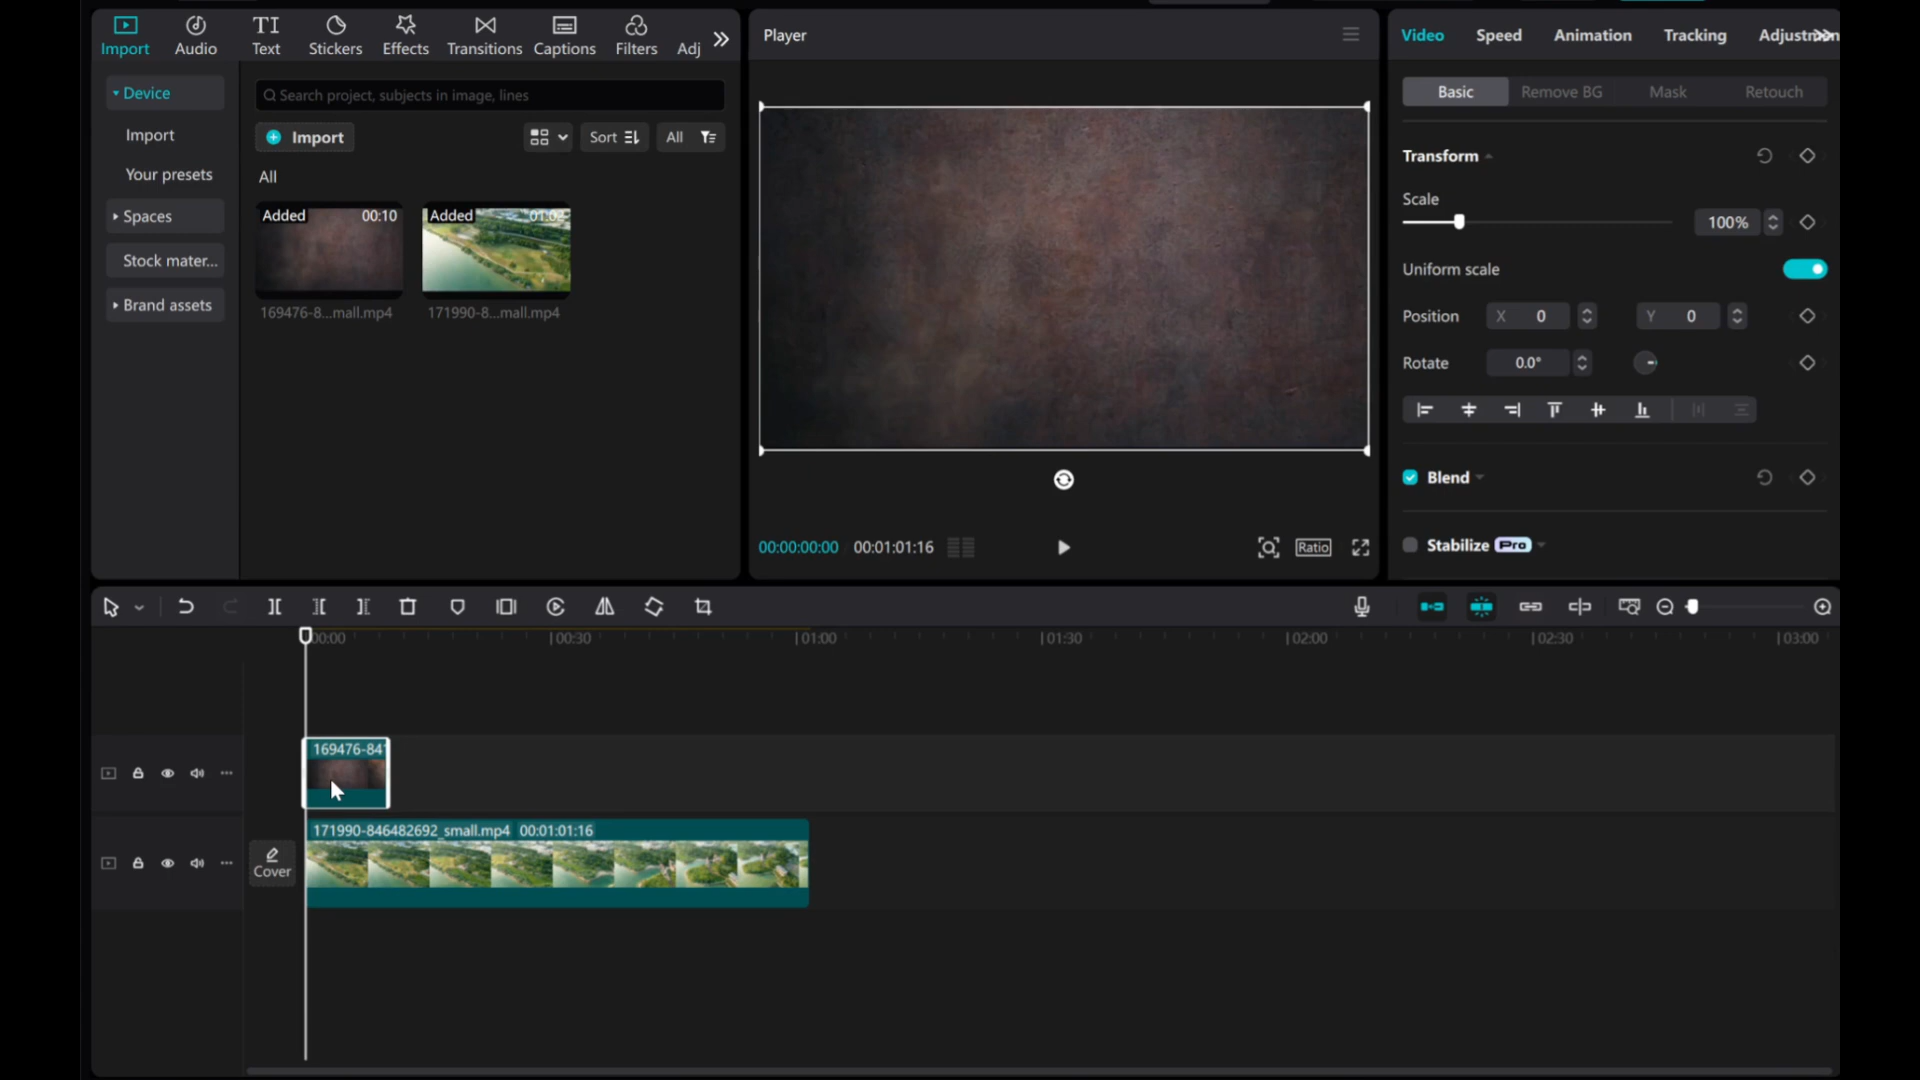 Import
Audio
Text
Stickers
Effects
Transitions
Captions
Filters
Adj
Device
Import
Your presets
Spaces
Stock mater...
Brand assets
Search project, subjects in image, lines
Import
Sort
All
All
Added 00:10
Added 01:02
169476-8...mall.mp4
171990-8...mall.mp4
Player
00:00:00:00 00:01:01:16
Ratio
Video Speed Animation Tracking
Basic Remove BG Mask Retouch
Transform
Scale
100%
Uniform scale
Position X 0 Y 0
Rotate 0.0°
Blend
Stabilize Pro
00:00 00:30 01:00 01:30 02:00 02:30 03:00
169476-841
Cover
171990-846482692_small.mp4 00:01:01:16